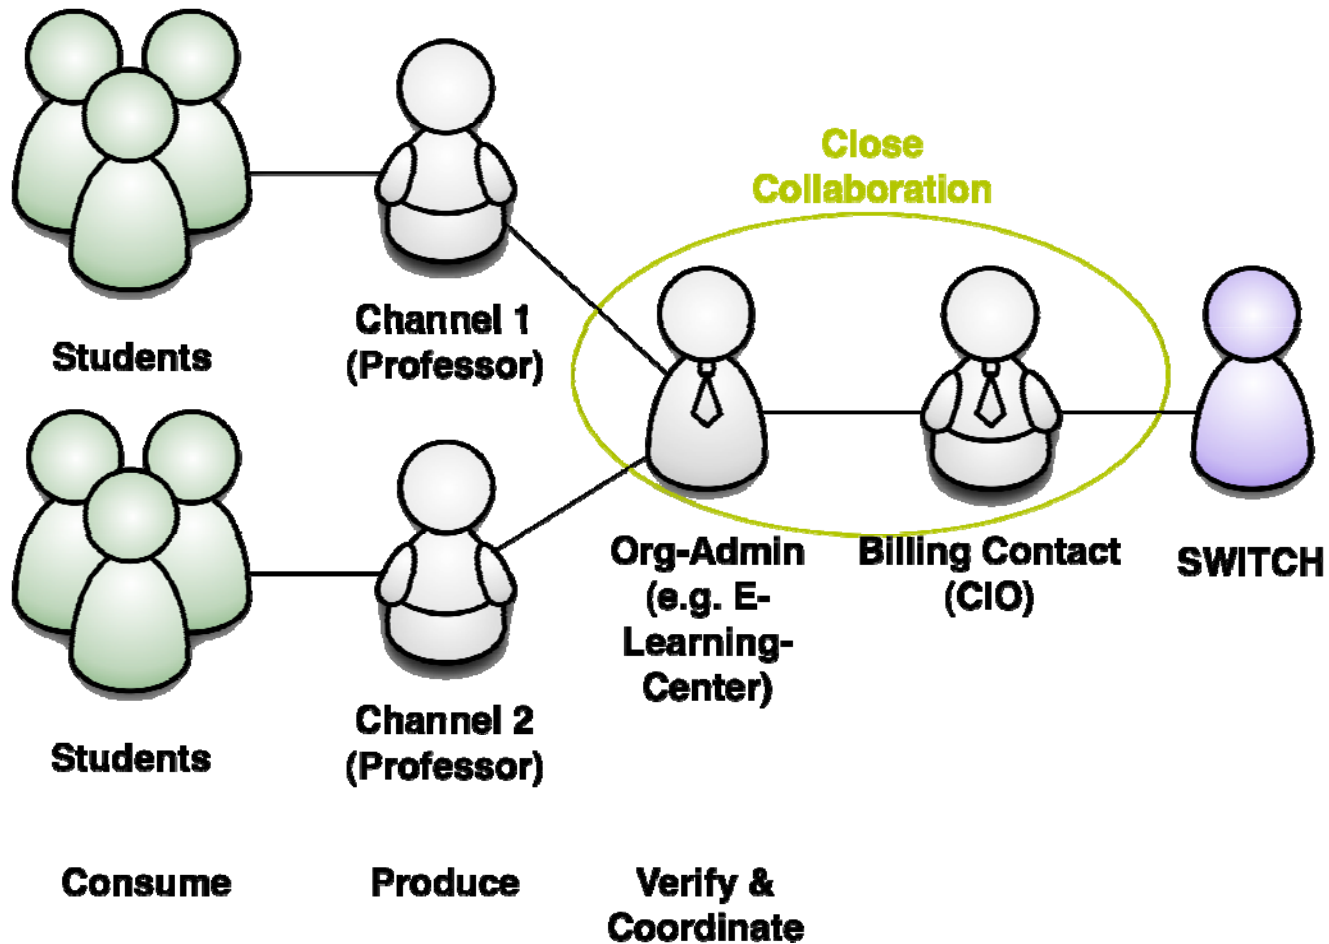 Close
Collaboration
Students
Channel 1
(Professor)
Org-Admin
(e.g. E-
Learning-
Center)
Billing Contact
(CIO)
SWITCH
Students
Channel 2
(Professor)
Consume
Produce
Verify &
Coordinate